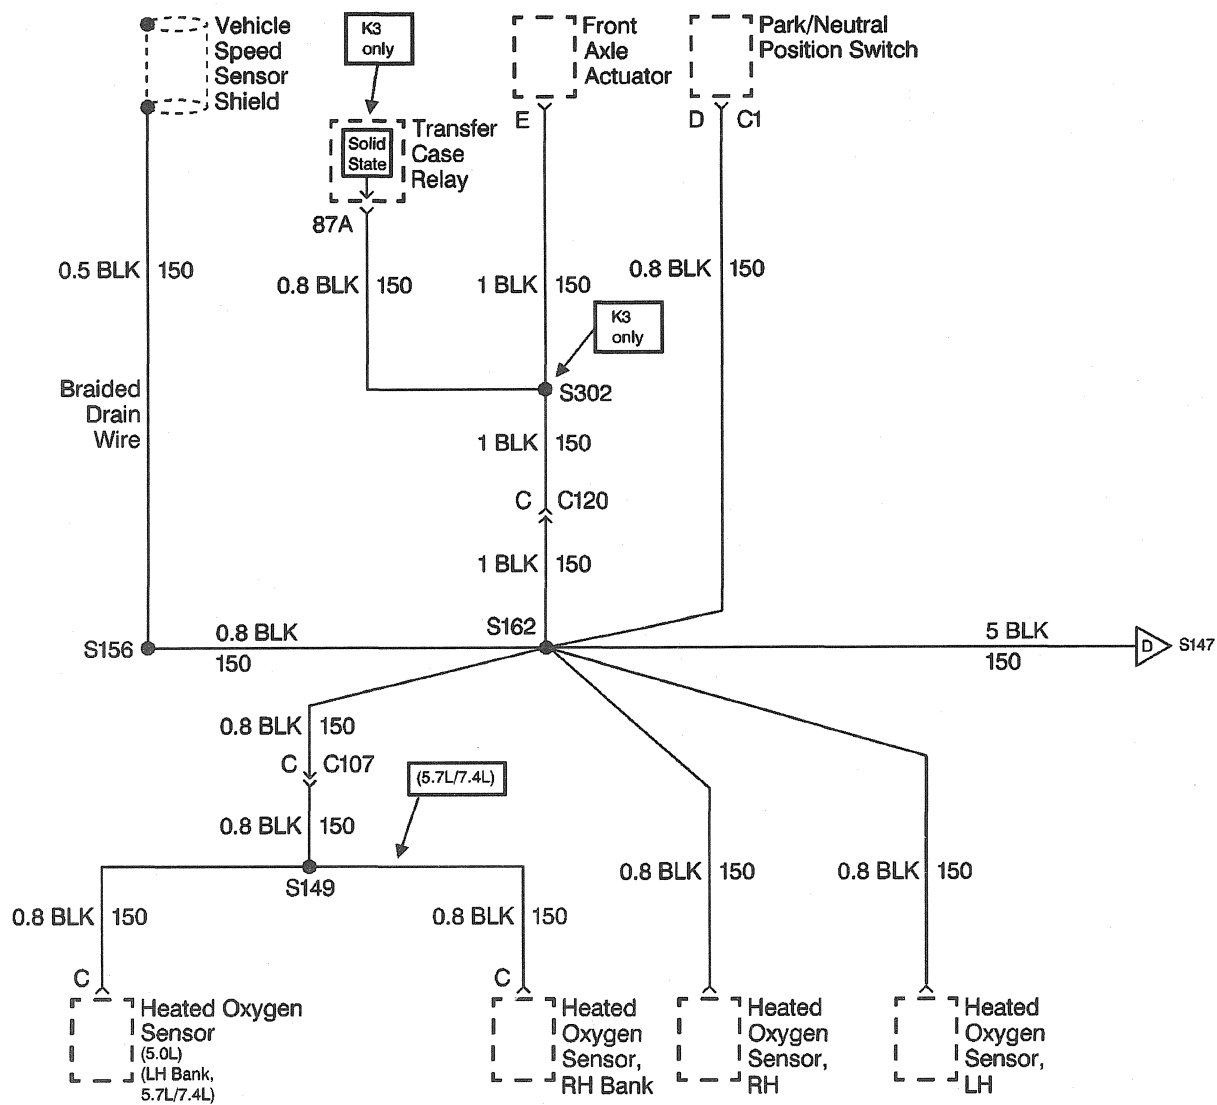 Vehicle
Speed
Sensor
Shield
K3
only
Front
Axle
Actuator
Park/Neutral
Position Switch
E
D
C1
Solid
State
Transfer
Case
Relay
87A
0.5 BLK
150
0.8 BLK
150
1 BLK
150
0.8 BLK
150
K3
only
Braided
Drain
Wire
S302
1 BLK
150
C
C120
1 BLK
150
S156
0.8 BLK
150
S162
5 BLK
150
D
S147
0.8 BLK
150
C
C107
(5.7L/7.4L)
0.8 BLK
150
S149
0.8 BLK
150
0.8 BLK
150
0.8 BLK
150
0.8 BLK
150
C
C
Heated Oxygen
Sensor
(5.0L)
(LH Bank,
5.7L/7.4L)
Heated
Oxygen
Sensor,
RH Bank
Heated
Oxygen
Sensor,
RH
Heated
Oxygen
Sensor,
LH